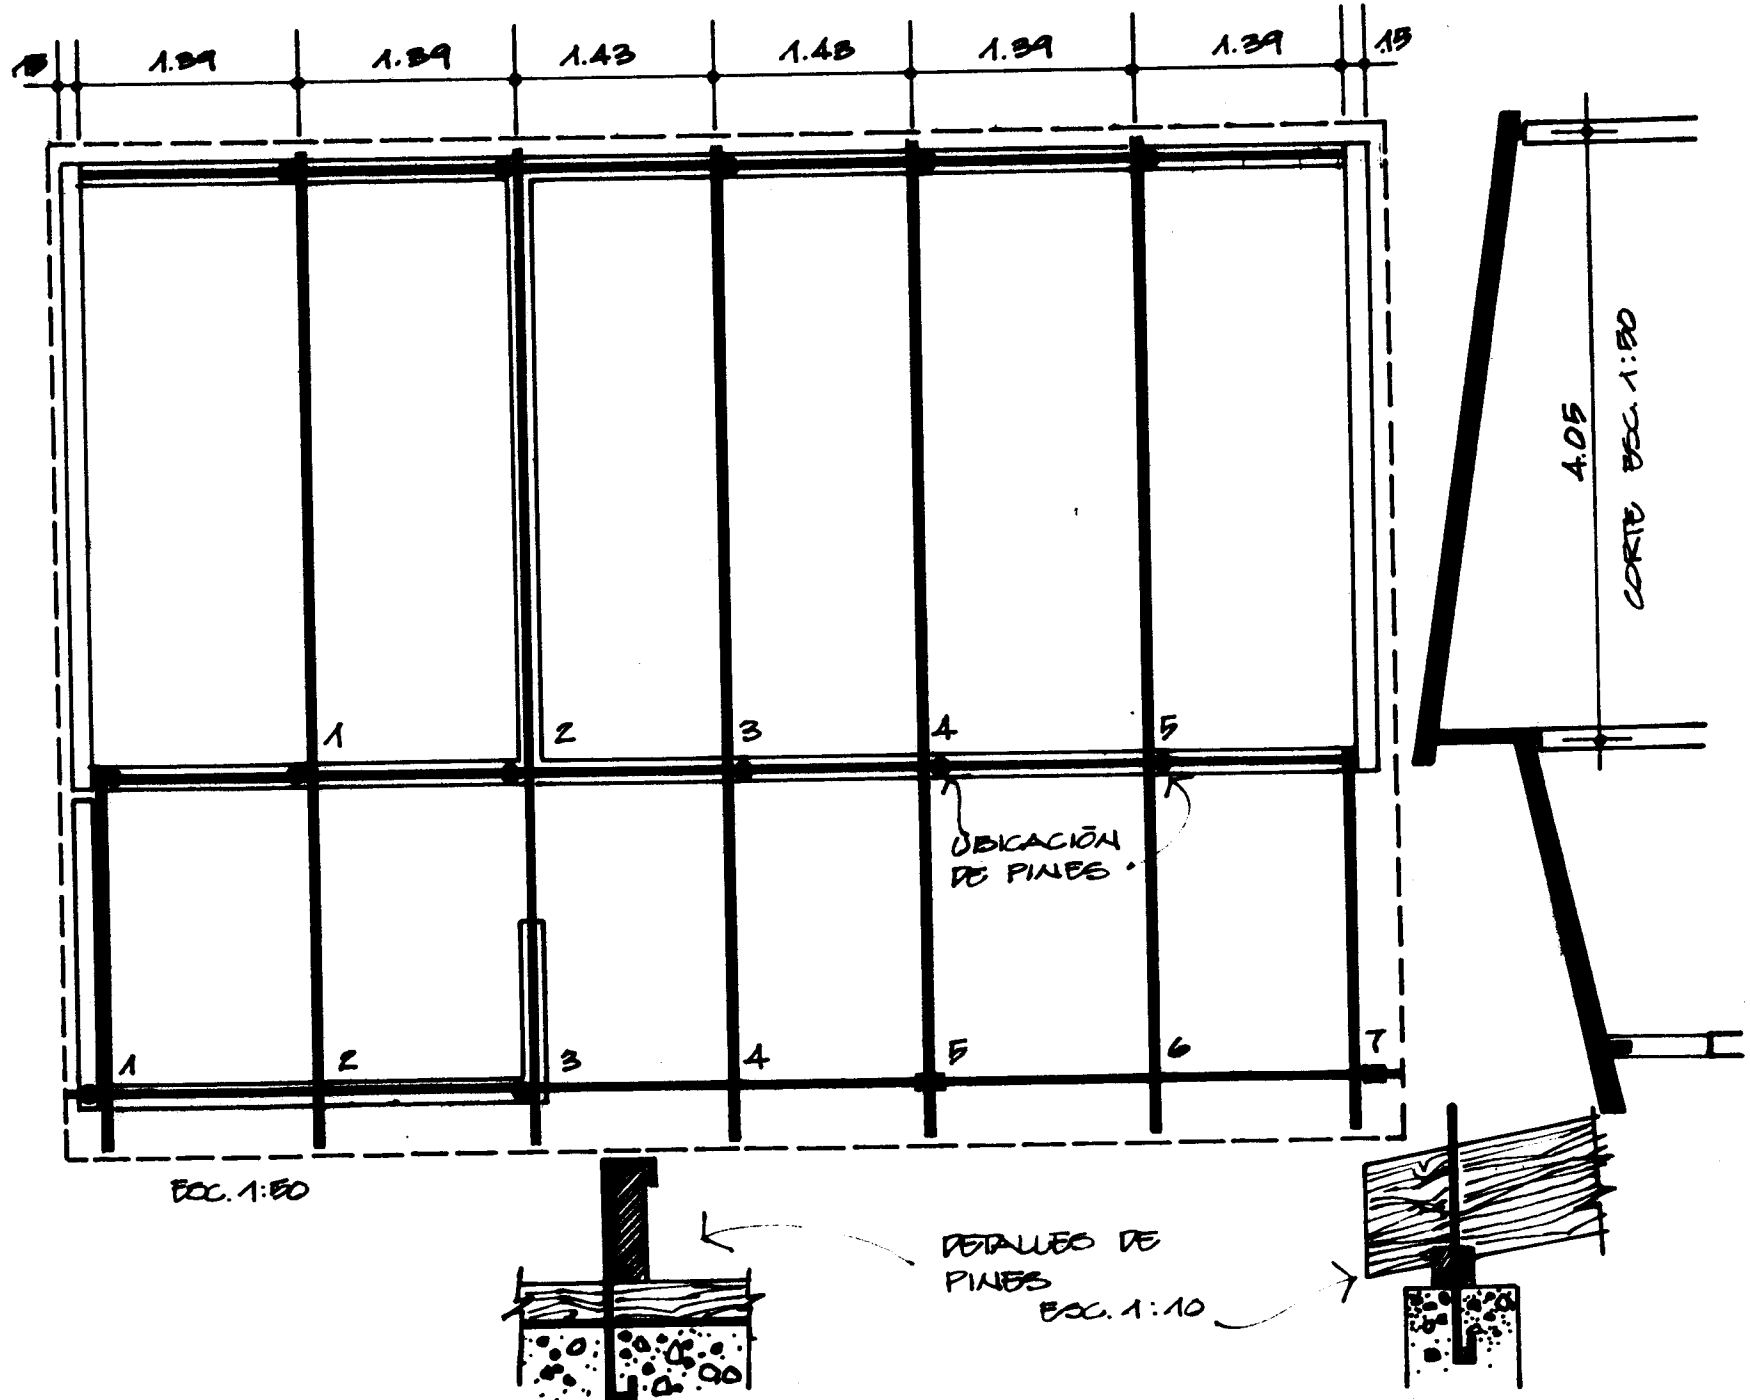 .15 1.39 1.39 1.43 1.43 1.39 1.39 .15
4.05
CORTE ESC. 1:50
1 2 3 4 5
UBICACIÓN
DE PINES
1 2 3 4 5 6 7
ESC. 1:50
DETALLES DE
PINES
ESC. 1:10